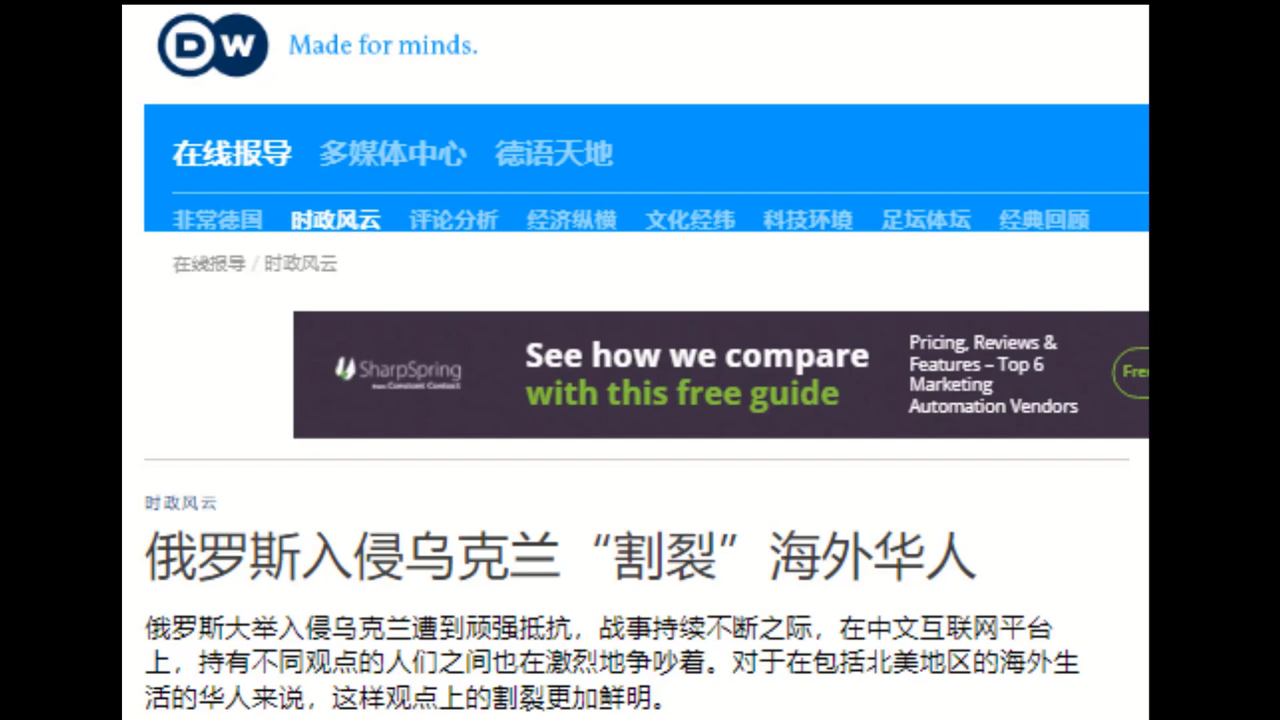 DW Made for minds.
在线报导 多媒体中心 德语天地
非常德国 时政风云 评论分析 经济纵横 文化经纬 科技环境 足坛体坛 经典回顾
在线报导 / 时政风云
SharpSpring
from Constant Contact
See how we compare
with this free guide
Pricing, Reviews &
Features – Top 6
Marketing
Automation Vendors
时政风云
俄罗斯入侵乌克兰“割裂”海外华人
俄罗斯大举入侵乌克兰遭到顽强抵抗，战事持续不断之际，在中文互联网平台
上，持有不同观点的人们之间也在激烈地争吵着。对于在包括北美地区的海外生
活的华人来说，这样观点上的割裂更加鲜明。